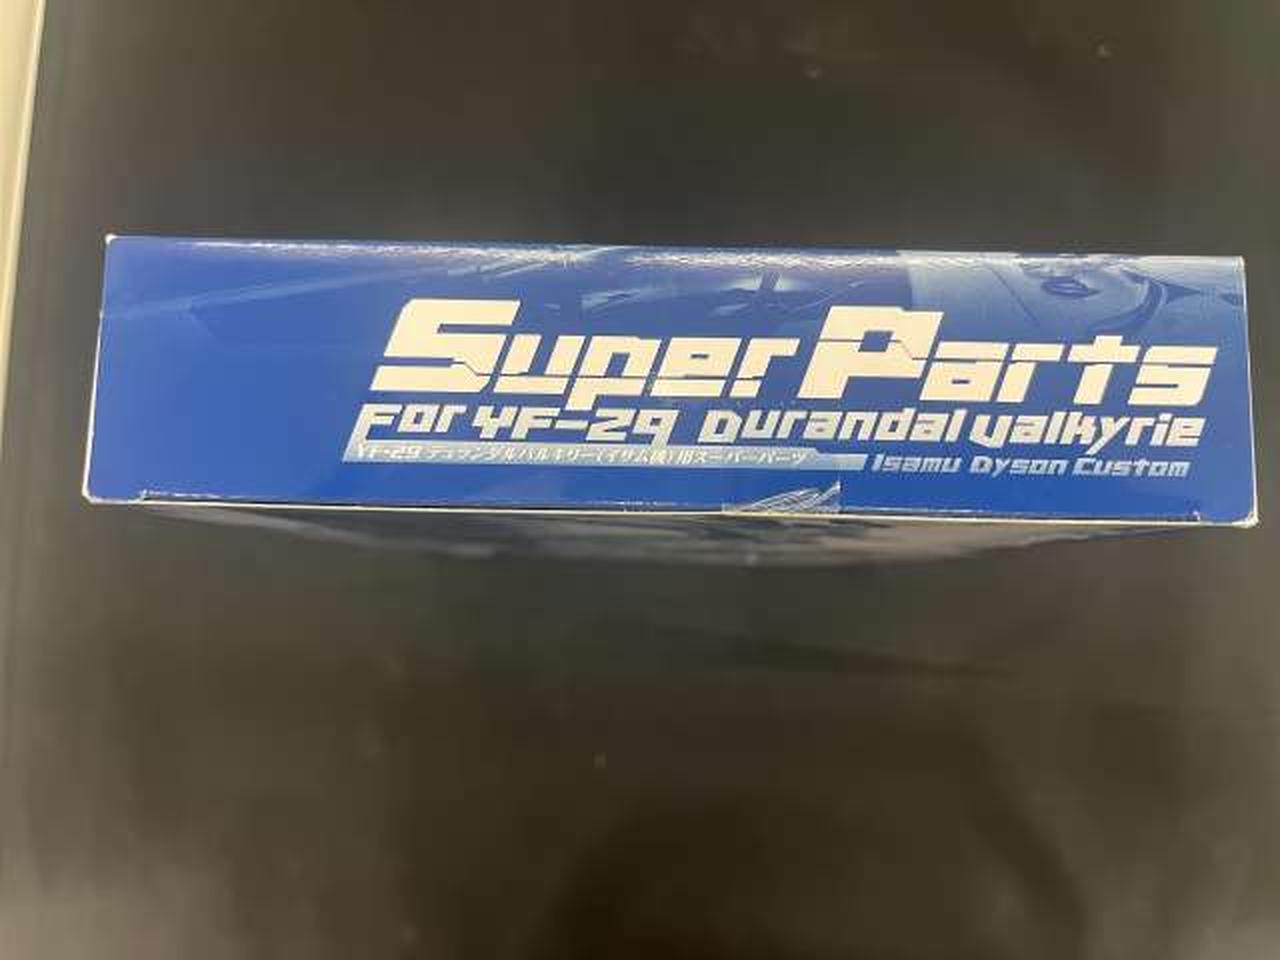 Super Parts
For YF-29 Durandal Valkyrie
YF-29 デュランダルバルキリー(イサム機)用スーパーパーツ
Isamu Dyson Custom